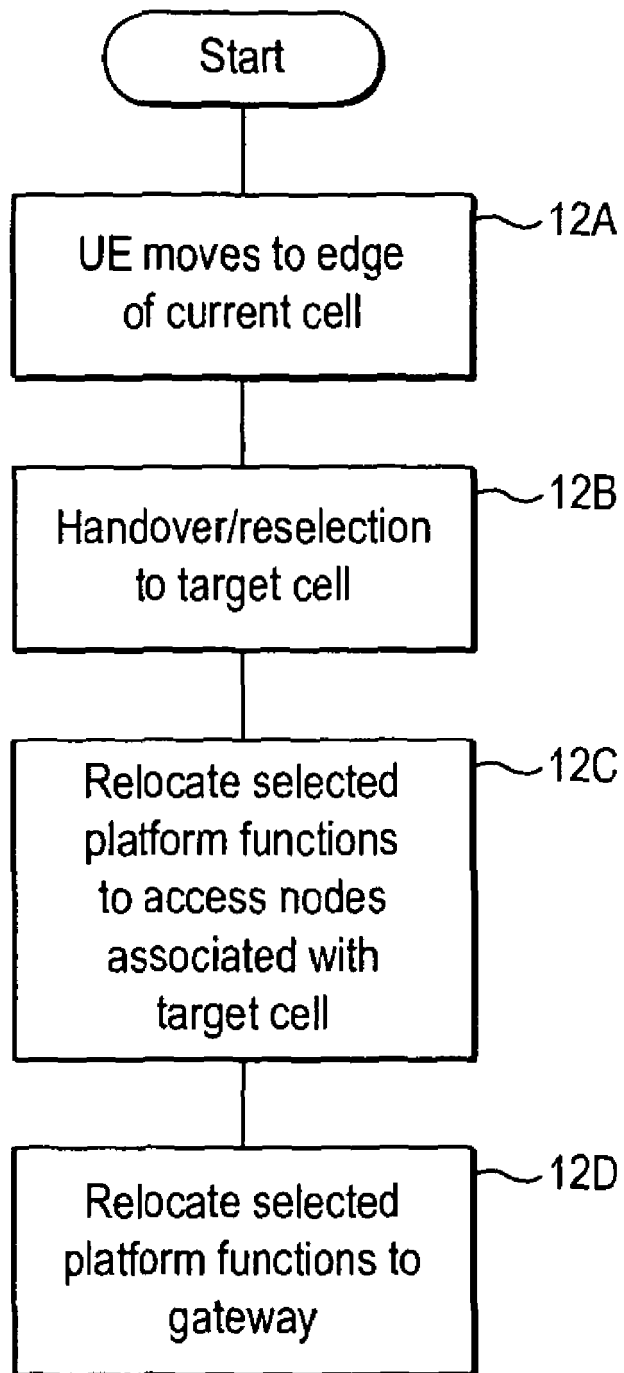 Start
12A
UE moves to edge
of current cell
12B
Handover/reselection
to target cell
12C
Relocate selected
platform functions
to access nodes
associated with
target cell
12D
Relocate selected
platform functions to
gateway